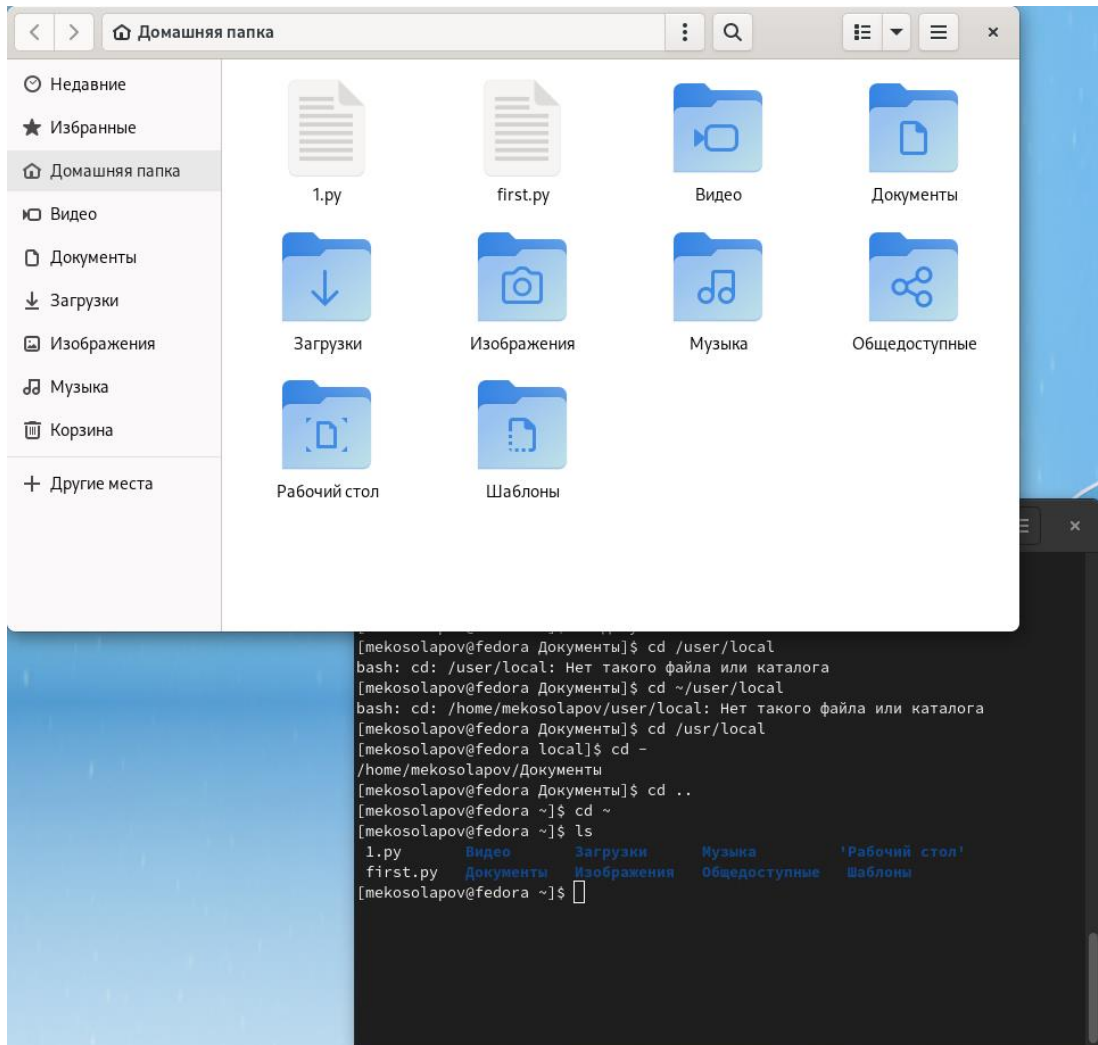 Домашняя папка
Недавние
Избранные
Домашняя папка
Видео
Документы
Загрузки
Изображения
Музыка
Корзина
Другие места
1.py first.py Видео Документы
Загрузки Изображения Музыка Общедоступные
Рабочий стол Шаблоны
[mekosolapov@fedora Документы]$ cd /user/local
bash: cd: /user/local: Нет такого файла или каталога
[mekosolapov@fedora Документы]$ cd ~/user/local
bash: cd: /home/mekosolapov/user/local: Нет такого файла или каталога
[mekosolapov@fedora Документы]$ cd /usr/local
[mekosolapov@fedora local]$ cd -
/home/mekosolapov/Документы
[mekosolapov@fedora Документы]$ cd ..
[mekosolapov@fedora ~]$ cd ~
[mekosolapov@fedora ~]$ ls
1.py Видео Загрузки Музыка 'Рабочий стол'
first.py Документы Изображения Общедоступные Шаблоны
[mekosolapov@fedora ~]$